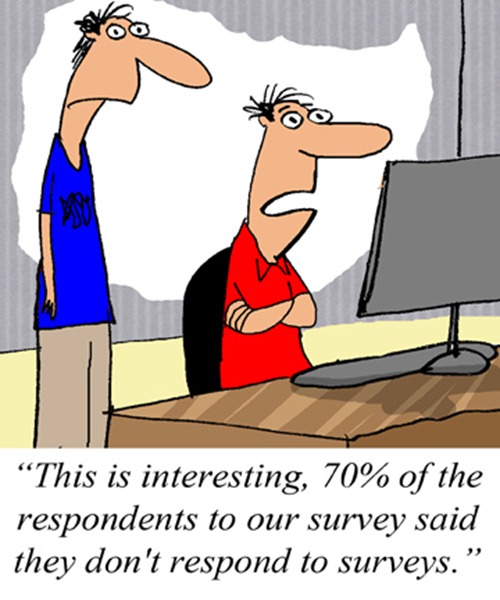 “This is interesting, 70% of the
respondents to our survey said
they don't respond to surveys.”